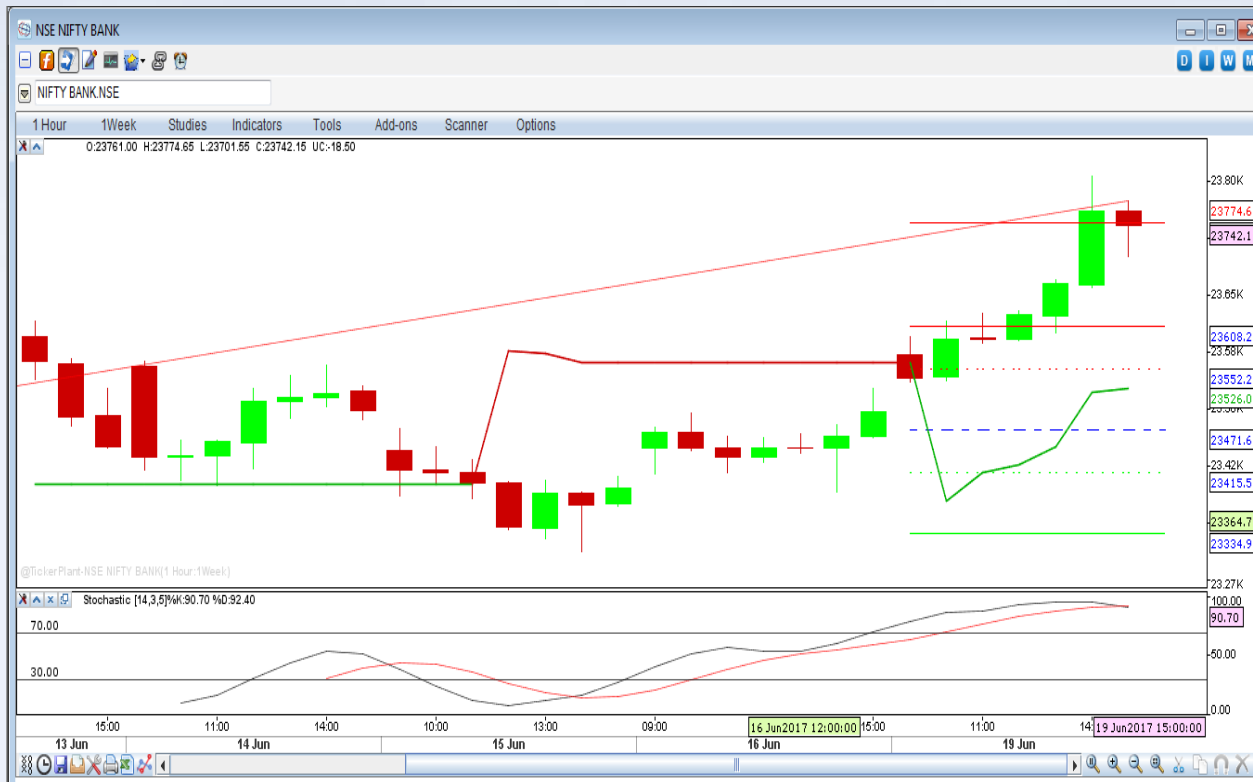 NSE NIFTY BANK
D I W M
NIFTY BANK.NSE
1 Hour 1Week Studies Indicators Tools Add-ons Scanner Options
O:23761.00 H:23774.65 L:23701.55 C:23742.15 UC:-18.50
23.80K
23774.6
23742.1
23.65K
23608.2
23.58K
23552.2
23526.0
23471.6
23.42K
23415.5
23364.7
23334.9
23.27K
@TickerPlant-NSE NIFTY BANK(1 Hour:1Week)
Stochastic [14,3,5]%K:90.70 %D:92.40
100.00
90.70
70.00
50.00
30.00
0.00
15:00 11:00 14:00 10:00 13:00 09:00 16 Jun2017 12:00:00 15:00 11:00 14: 19 Jun2017 15:00:00
13 Jun 14 Jun 15 Jun 16 Jun 19 Jun